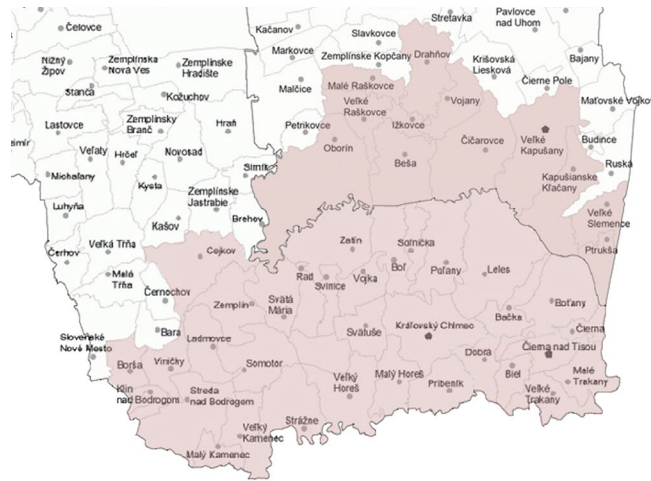 Čelovce
Kačanov
Slavkovce
Stretavka
Pavlovce
nad Uhom
Nižný
Žipov
Zemplínska
Nová Ves
Zemplínske
Hradište
Markovce
Zemplínske Kopčany
Drahňov
Krišovská
Liesková
Bajany
Stanča
Kožuchov
Malčice
Malé Raškovce
Čierne Pole
Veľké
Raškovce
Vojany
Maťovské Vojko
Lastovce
Zemplínsky
Branč
Hraň
Petrikovce
Ižkovce
eimír
Veľaty
Hrčeľ
Novosad
Oborín
Beša
Čičarovce
Veľké
Kapušany
Budince
Ruská
Michaľany
Kysta
Sirník
Kapušianske
Kľačany
Luhyňa
Zemplínske
Jastrabie
Kašov
Brehov
Veľké
Slemence
Čerhov
Veľká Tŕňa
Cejkov
Zatín
Soľnička
Ptrukša
Malá
Tŕňa
Rad
Svinice
Vojka
Boľ
Poľany
Leles
Černochov
Zemplín
Svätá
Mária
Boťany
Bačka
Bara
Svätuše
Kráľovský Chlmec
Čierna
Slovenské
Nové Mesto
Ladmovce
Čierna nad Tisou
Borša
Viničky
Somotor
Dobrá
Veľký
Horeš
Malý Horeš
Biel
Malé
Trakany
Klin
nad Bodrogom
Streda
nad Bodrogom
Pribeník
Veľké
Trakany
Strážne
Veľký
Kamenec
Malý Kamenec